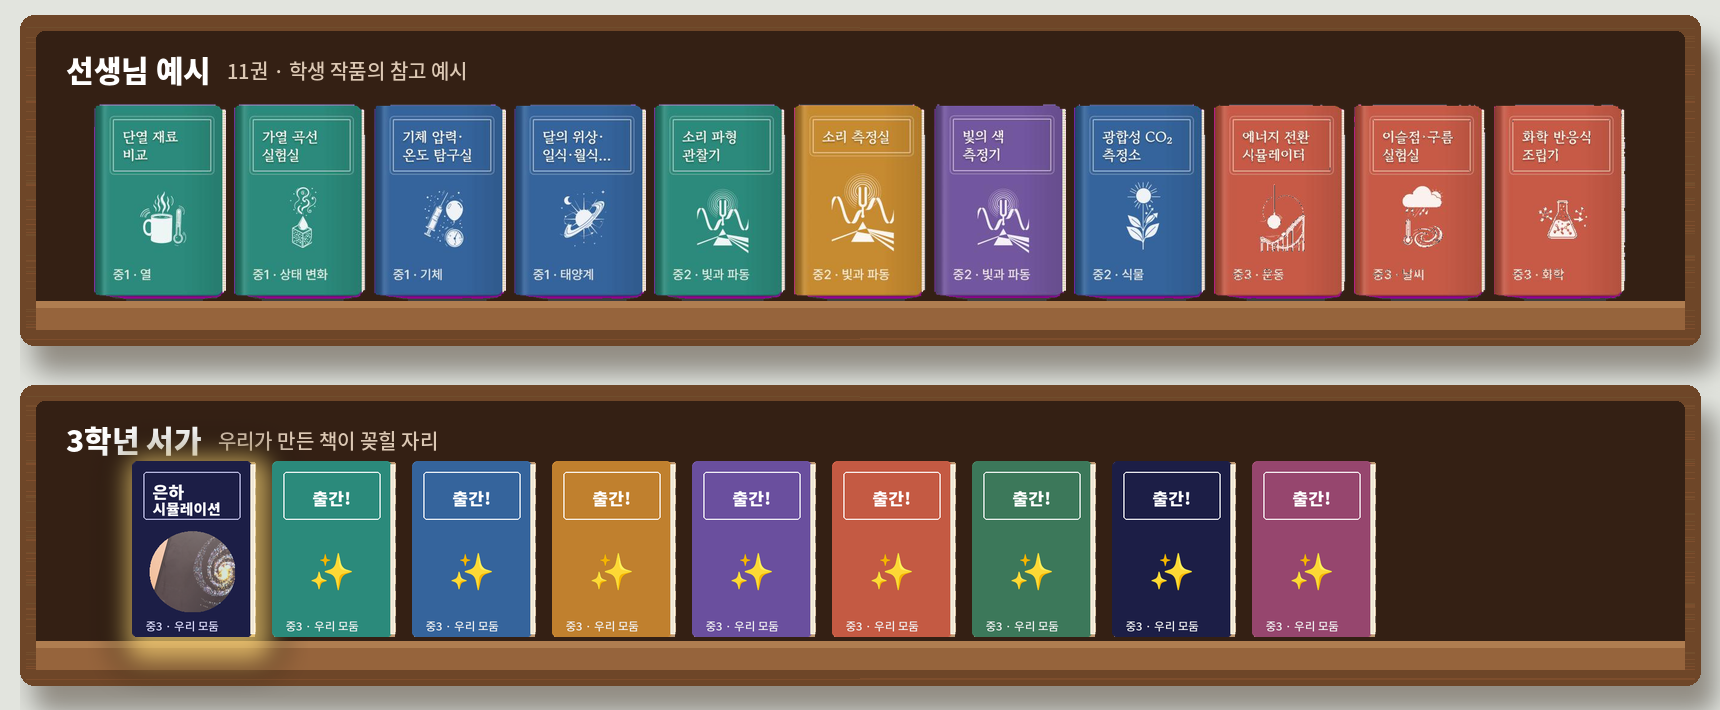 선생님 예시 11권 · 학생 작품의 참고 예시
단열 재료
비교
중1 · 열
가열 곡선
실험실
중1 · 상태 변화
기체 압력·
온도 탐구실
중1 · 기체
달의 위상·
일식·월식...
중1 · 태양계
소리 파형
관찰기
중2 · 빛과 파동
소리 측정실
중2 · 빛과 파동
빛의 색
측정기
중2 · 빛과 파동
광합성 CO₂
측정소
중2 · 식물
에너지 전환
시뮬레이터
중3 · 운동
이슬점·구름
실험실
중3 · 날씨
화학 반응식
조립기
중3 · 화학
3학년 서가 우리가 만든 책이 꽂힐 자리
은하
시뮬레이션
중3 · 우리 모둠
출간!
중3 · 우리 모둠
출간!
중3 · 우리 모둠
출간!
중3 · 우리 모둠
출간!
중3 · 우리 모둠
출간!
중3 · 우리 모둠
출간!
중3 · 우리 모둠
출간!
중3 · 우리 모둠
출간!
중3 · 우리 모둠